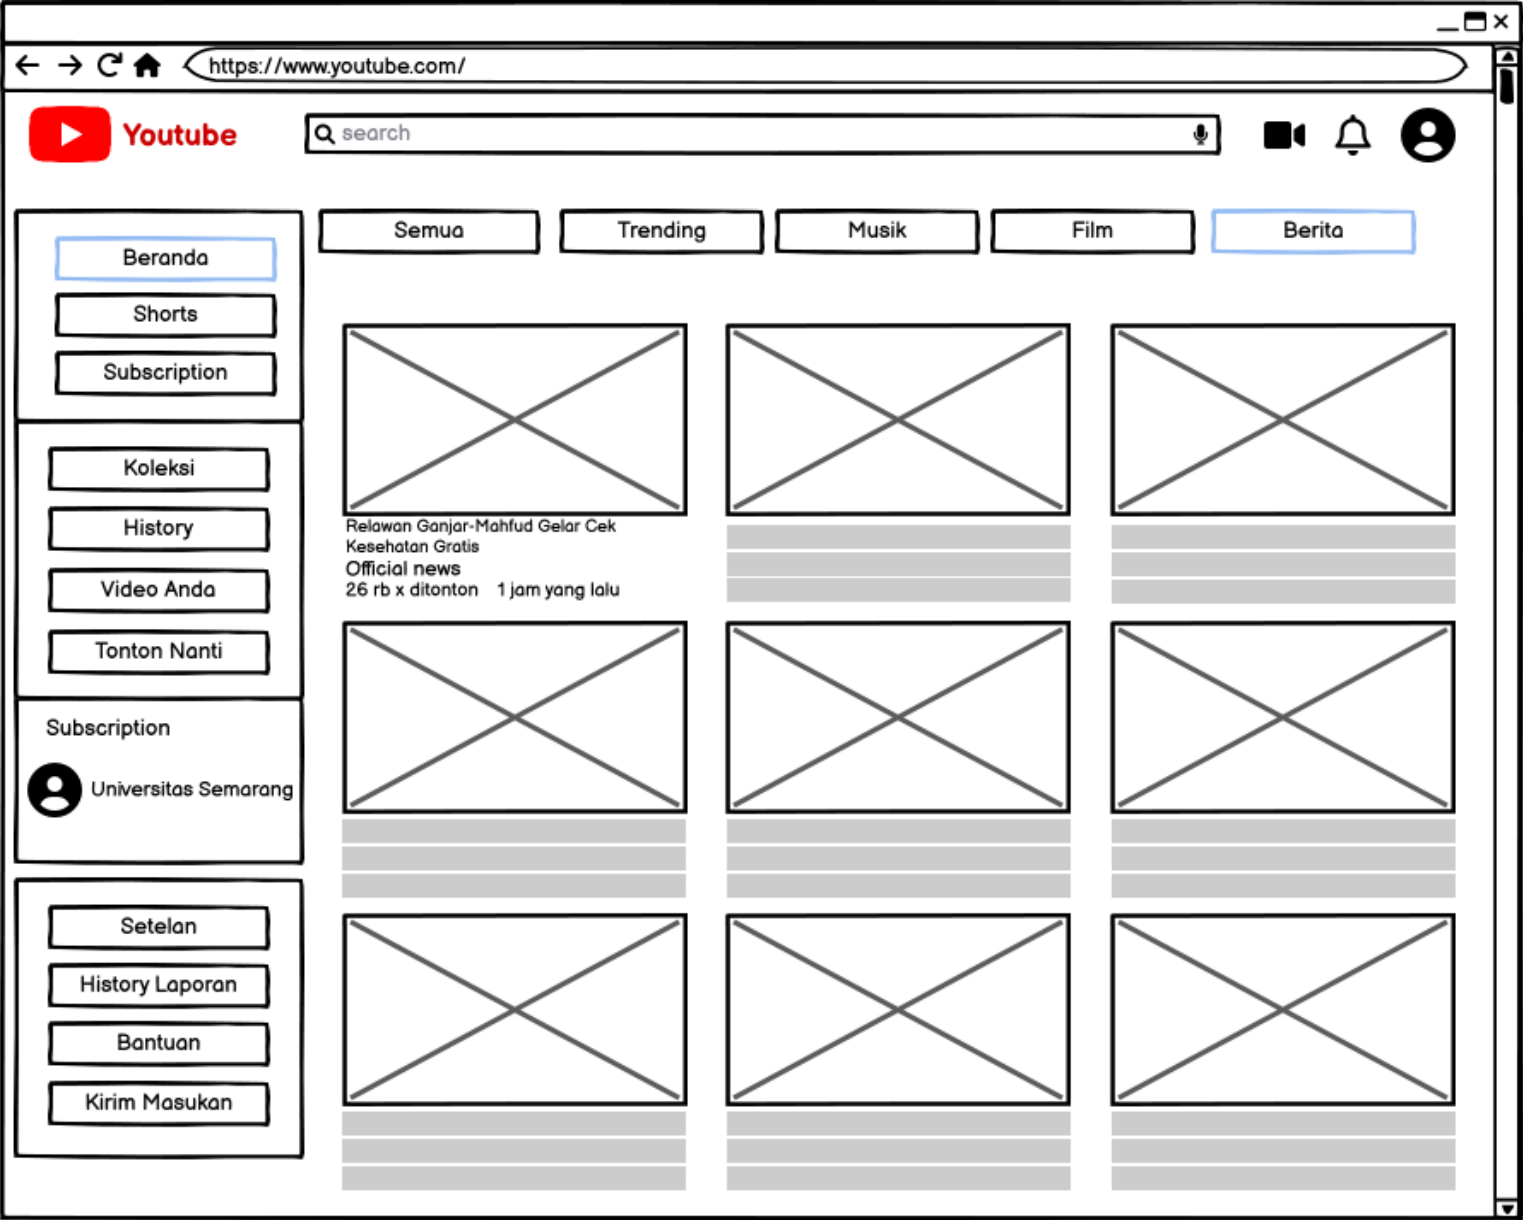 https://www.youtube.com/
Youtube
search
Semua
Trending
Musik
Film
Berita
Beranda
Shorts
Subscription
Koleksi
History
Video Anda
Tonton Nanti
Subscription
Universitas Semarang
Setelan
History Laporan
Bantuan
Kirim Masukan
Relawan Ganjar-Mahfud Gelar Cek
Kesehatan Gratis
Official news
26 rb x ditonton 1 jam yang lalu